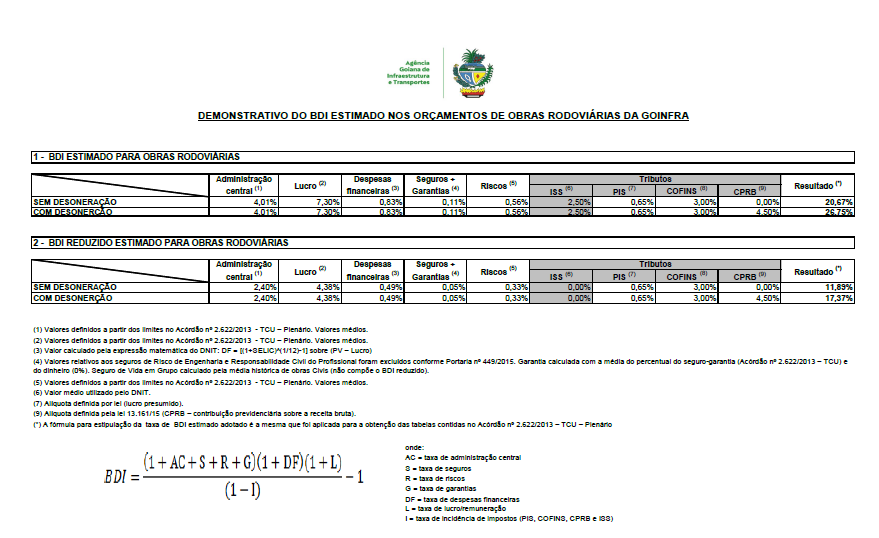 Agência
Goiana de
Infraestrutura
e Transportes
DEMONSTRATIVO DO BDI ESTIMADO NOS ORÇAMENTOS DE OBRAS RODOVIÁRIAS DA GOINFRA
1 - BDI ESTIMADO PARA OBRAS RODOVIÁRIAS
Administração central (1) Lucro (2) Despesas financeiras (3) Seguros + Garantias (4) Riscos (5) Tributos Resultado (*)
ISS (6) PIS (7) COFINS (8) CPRB (9)
SEM DESONERAÇÃO 4,01% 7,30% 0,83% 0,11% 0,56% 2,50% 0,65% 3,00% 0,00% 20,67%
COM DESONERÇÃO 4,01% 7,30% 0,83% 0,11% 0,56% 2,50% 0,65% 3,00% 4,50% 26,75%
2 - BDI REDUZIDO ESTIMADO PARA OBRAS RODOVIÁRIAS
Administração central (1) Lucro (2) Despesas financeiras (3) Seguros + Garantias (4) Riscos (5) Tributos Resultado (*)
ISS (6) PIS (7) COFINS (8) CPRB (9)
SEM DESONERAÇÃO 2,40% 4,38% 0,49% 0,05% 0,33% 0,00% 0,65% 3,00% 0,00% 11,89%
COM DESONERÇÃO 2,40% 4,38% 0,49% 0,05% 0,33% 0,00% 0,65% 3,00% 4,50% 17,37%
(1) Valores definidos a partir dos limites no Acórdão nº 2.622/2013 - TCU – Plenário. Valores médios.
(2) Valores definidos a partir dos limites no Acórdão nº 2.622/2013 - TCU – Plenário. Valores médios.
(3) Valor calculado pela expressão matemática do DNIT: DF = [(1+SELIC)^(1/12)-1] sobre (PV – Lucro)
(4) Valores relativos aos seguros de Risco de Engenharia e Responsabilidade Civil do Profissional foram excluídos conforme Portaria nº 449/2015. Garantia calculada com a média do percentual do seguro-garantia (Acórdão nº 2.622/2013 – TCU) e
do dinheiro (0%). Seguro de Vida em Grupo calculado pela média histórica de obras Civis (não compõe o BDI reduzido).
(5) Valores definidos a partir dos limites no Acórdão nº 2.622/2013 - TCU – Plenário. Valores médios.
(6) Valor médio utilizado pelo DNIT.
(7) Alíquota definida por lei (lucro presumido).
(9) Alíquota definida pela lei 13.161/15 (CPRB – contribuição previdenciária sobre a receita bruta).
(*) A fórmula para estipulação da taxa de BDI estimado adotado é a mesma que foi aplicada para a obtenção das tabelas contidas no Acórdão nº 2.622/2013 – TCU – Plenário
BDI = (1 + AC + S + R + G)(1 + DF)(1 + L) / (1 - I) - 1
onde:
AC = taxa de administração central
S = taxa de seguros
R = taxa de riscos
G = taxa de garantias
DF = taxa de despesas financeiras
L = taxa de lucro/remuneração
I = taxa de incidência de impostos (PIS, COFINS, CPRB e ISS)